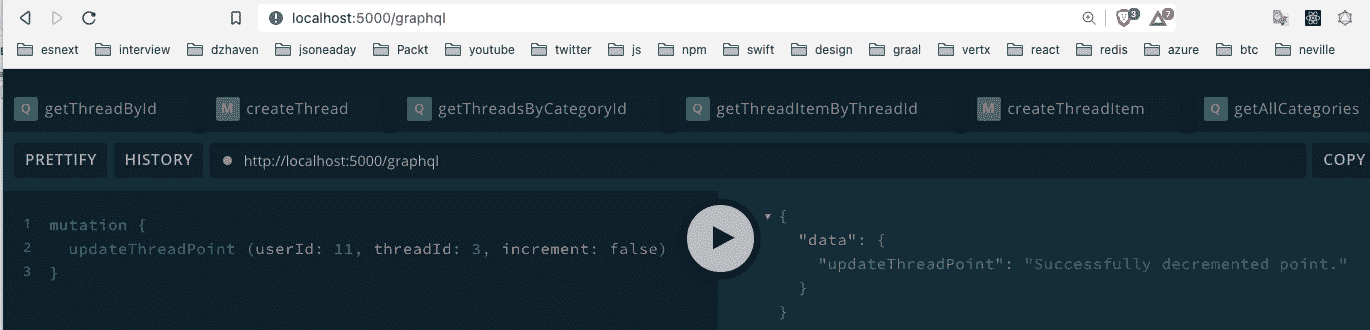 localhost:5000/graphql 3 7
esnext interview dzhaven jsoneaday Packt youtube twitter js npm swift design graal vertx react redis azure btc neville
Q getThreadById M createThread Q getThreadsByCategoryId Q getThreadItemByThreadId M createThreadItem Q getAllCategories
PRETTIFY HISTORY http://localhost:5000/graphql COPY
1 mutation {
2 updateThreadPoint (userId: 11, threadId: 3, increment: false)
3 }
{
"data": {
"updateThreadPoint": "Successfully decremented point."
}
}